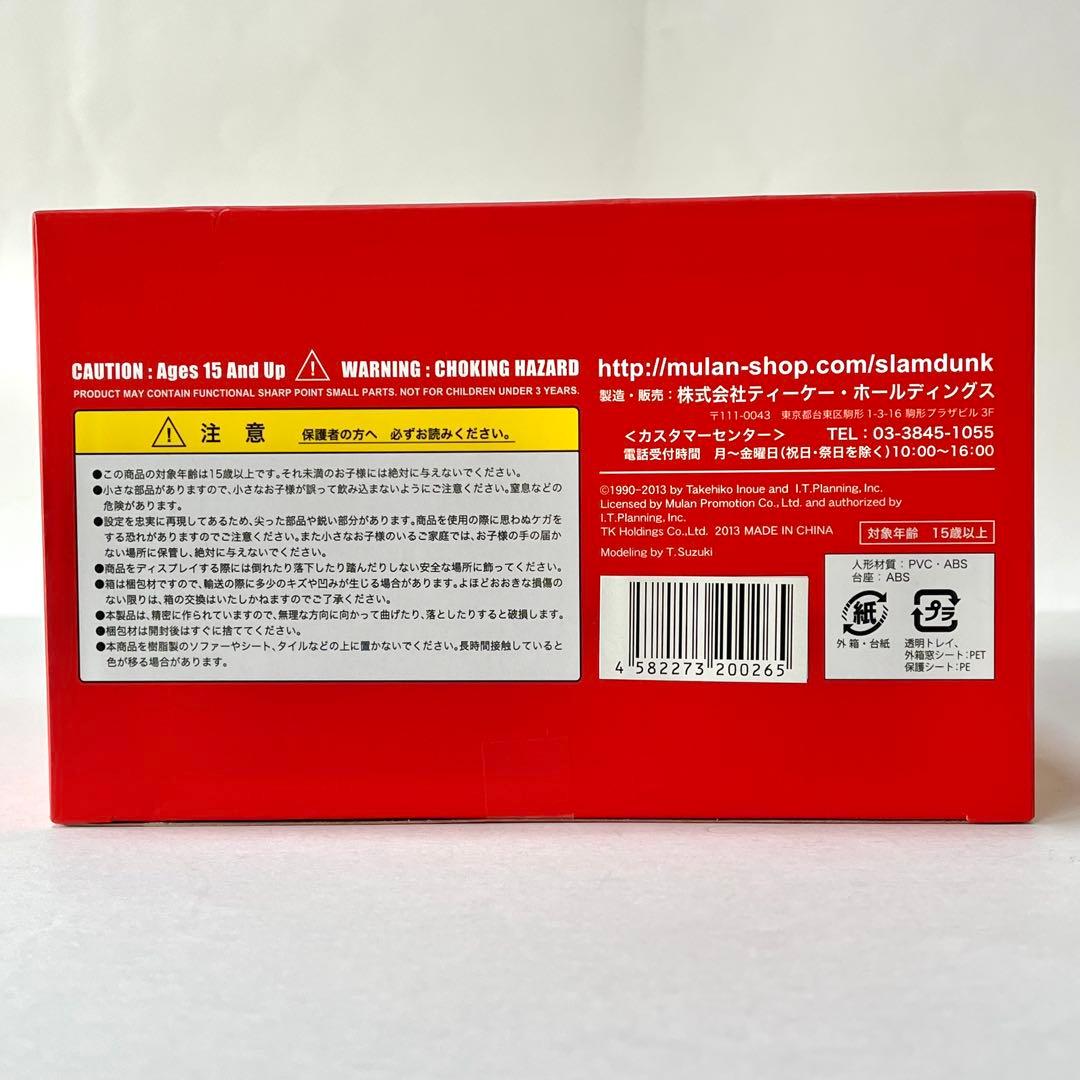 CAUTION : Ages 15 And Up ! WARNING : CHOKING HAZARD
PRODUCT MAY CONTAIN FUNCTIONAL SHARP POINT SMALL PARTS. NOT FOR CHILDREN UNDER 3 YEARS.
! 注 意 保護者の方へ 必ずお読みください。
●この商品の対象年齢は15歳以上です。それ未満のお子様には絶対に与えないでください。
●小さな部品がありますので、小さなお子様が誤って飲み込まないようにご注意ください。窒息などの
危険があります。
●設定を忠実に再現してあるため、尖った部品や鋭い部分があります。商品を使用の際に思わぬケガを
する恐れがありますのでご注意ください。また小さなお子様のいるご家庭では、お子様の手の届か
ない場所に保管し、絶対に与えないでください。
●商品をディスプレイする際には倒れたり落下したり踏んだりしない安全な場所に飾ってください。
●箱は梱包材ですので、輸送の際に多少のキズや凹みが生じる場合があります。よほどおおきな損傷の
ない限りは、箱の交換はいたしかねますのでご了承ください。
●本製品は、精密に作られていますので、無理な方向に向かって曲げたり、落としたりすると破損します。
●梱包材は開封後はすぐに捨ててください。
●本商品を樹脂製のソファーやシート、タイルなどの上に置かないでください。長時間接触していると
色が移る場合があります。
http://mulan-shop.com/slamdunk
製造・販売：株式会社ティーケー・ホールディングス
〒111-0043 東京都台東区駒形 1-3-16 駒形プラザビル 3F
＜カスタマーセンター＞ TEL：03-3845-1055
電話受付時間 月～金曜日(祝日・祭日を除く)10:00～16:00
©1990-2013 by Takehiko Inoue and I.T.Planning, Inc.
Licensed by Mulan Promotion Co., Ltd. and authorized by
I.T.Planning, Inc.
TK Holdings Co.,Ltd. 2013 MADE IN CHINA
対象年齢 15歳以上
Modeling by T.Suzuki
4 582273 200265
人形材質：PVC・ABS
台座：ABS
紙
プラ
外箱・台紙
透明トレイ、
外箱窓シート：PET
保護シート：PE